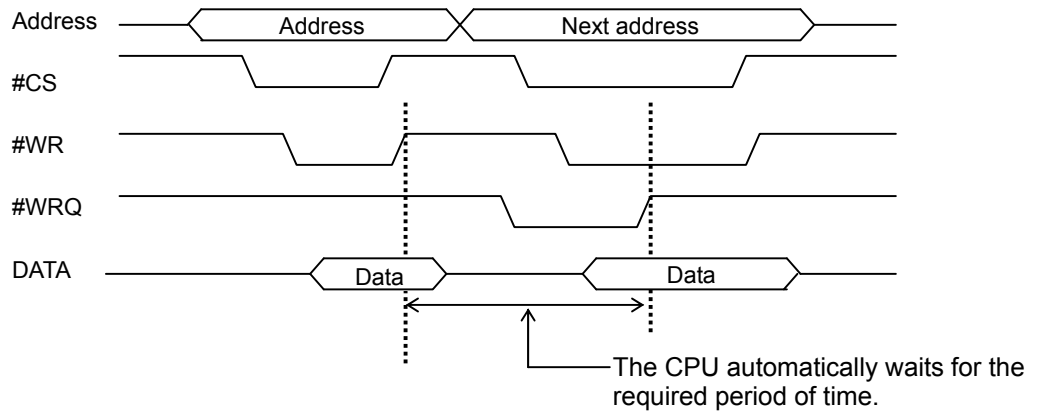 Address Address Next address
#CS
#WR
#WRQ
DATA Data Data
The CPU automatically waits for the
required period of time.